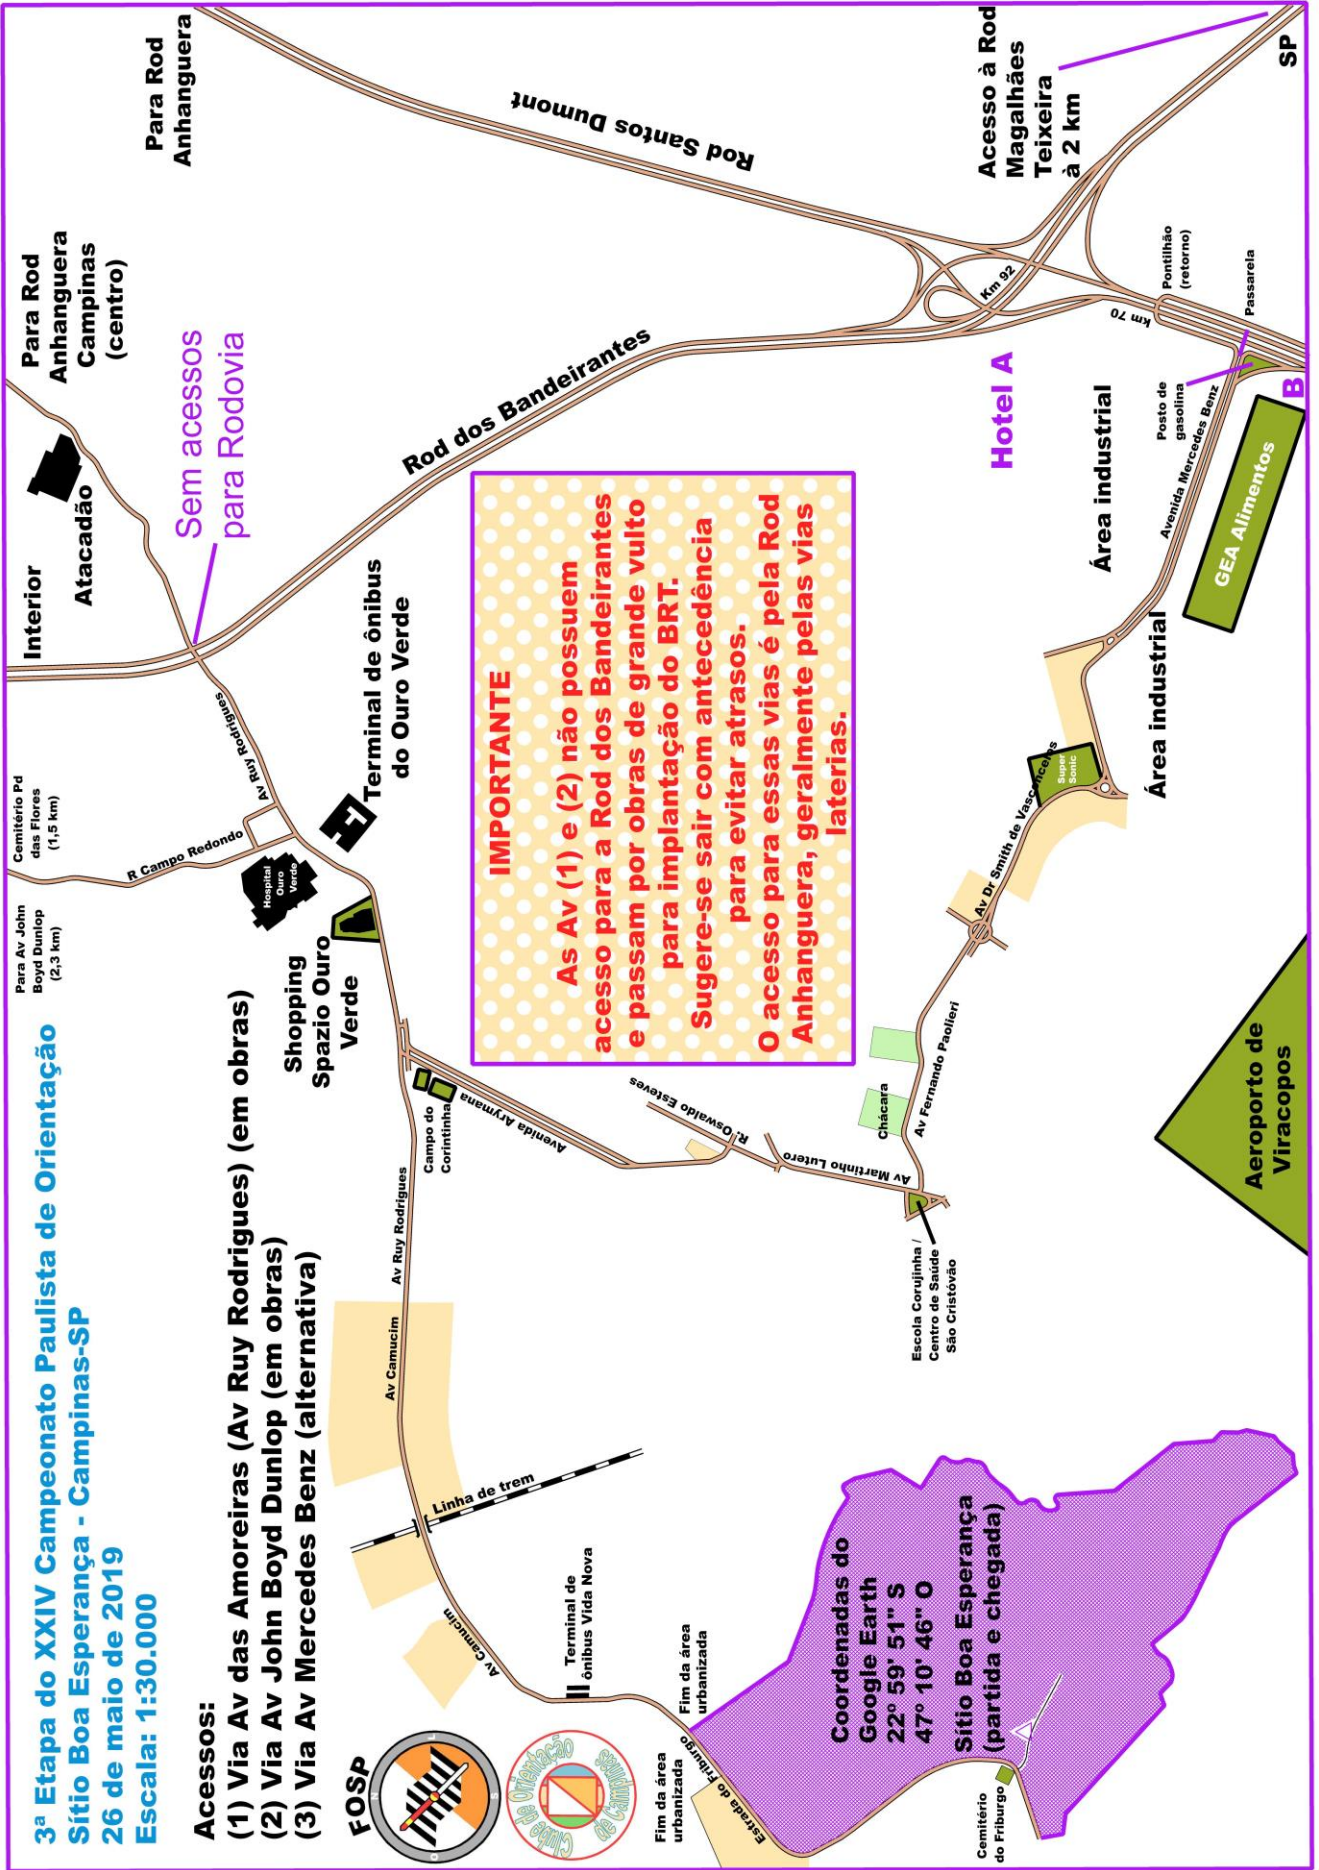 3ª Etapa do XXIV Campeonato Paulista de Orientação
Sítio Boa Esperança - Campinas-SP
26 de maio de 2019
Escala: 1:30.000
Acessos:
(1) Via Av das Amoreiras (Av Ruy Rodrigues) (em obras)
(2) Via Av John Boyd Dunlop (em obras)
(3) Via Av Mercedes Benz (alternativa)
FOSP
N
L
S
O
Clube de Orientação
de Campinas
Para Av John
Boyd Dunlop
(2,3 km)
Cemitério Pd
das Flores
(1,5 km)
Interior
Atacadão
Para Rod
Anhanguera
Campinas
(centro)
Para Rod
Anhanguera
Sem acessos
para Rodovia
R Campo Redondo
Av Ruy Rodrigues
Hospital
Ouro
Verde
Terminal de ônibus
do Ouro Verde
Shopping
Spazio Ouro
Verde
Rod dos Bandeirantes
Rod Santos Dumont
Campo do
Corintinha
Avenida Arymana
Av Ruy Rodrigues
Av Camucim
Linha de trem
Av Camucim
Terminal de
ônibus Vida Nova
Fim da área
urbanizada
Fim da área
urbanizada
Estrada do Friburgo
IMPORTANTE
As Av (1) e (2) não possuem
acesso para a Rod dos Bandeirantes
e passam por obras de grande vulto
para implantação do BRT.
Sugere-se sair com antecedência
para evitar atrasos.
O acesso para essas vias é pela Rod
Anhanguera, geralmente pelas vias
laterias.
R. Oswaldo Esteves
Av Martinho Lutero
Chácara
Av Fernando Paolieri
Escola Corujinha /
Centro de Saúde
São Cristóvão
Av Dr Smith de Vasconcelos
Super
Sonic
Área industrial
Área industrial
Hotel A
B
Km 92
km 70
Acesso à Rod
Magalhães
Teixeira
à 2 km
SP
Pontilhão
(retorno)
Passarela
Posto de
gasolina
Avenida Mercedes Benz
GEA Alimentos
Aeroporto de
Viracopos
Coordenadas do
Google Earth
22º 59' 51" S
47º 10' 46" O
Sítio Boa Esperança
(partida e chegada)
Cemitério
do Friburgo